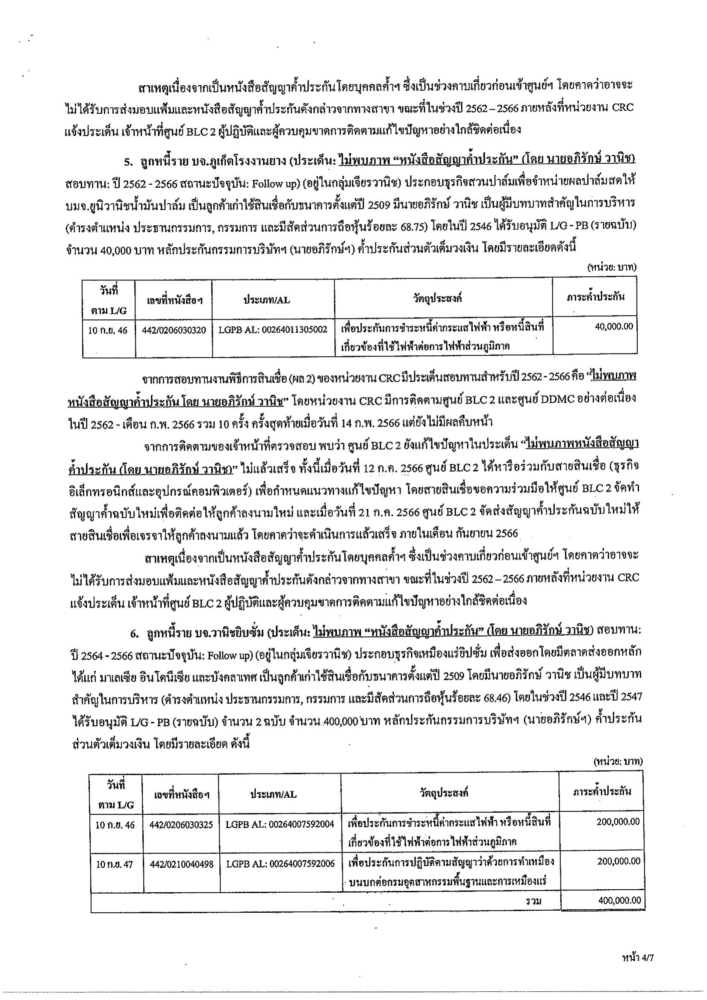 สาเหตุเนื่องจากเป็นหนังสือสัญญาค้ำประกันโดยบุคคลค้ำฯ ซึ่งเป็นช่วงคาบเกี่ยวก่อนเข้าศูนย์ฯ โดยคาดว่าอาจจะ
ไม่ได้รับการส่งมอบแฟ้มและหนังสือสัญญาค้ำประกันดังกล่าวจากทางสาขา ขณะที่ในช่วงปี 2562 – 2566 ภายหลังที่หน่วยงาน CRC
แจ้งประเด็น เจ้าหน้าที่ศูนย์ BLC 2 ผู้ปฏิบัติและผู้ควบคุมขาดการติดตามแก้ไขปัญหาอย่างใกล้ชิดต่อเนื่อง
5. ลูกหนี้ราย บจ.ภูเก็ตโรงงานยาง (ประเด็น: ไม่พบภาพ “หนังสือสัญญาค้ำประกัน” (โดย นายอภิรักษ์ วานิช)
สอบทาน: ปี 2562 - 2566 สถานะปัจจุบัน: Follow up) (อยู่ในกลุ่มเจียรวานิช) ประกอบธุรกิจสวนปาล์มเพื่อจำหน่ายผลปาล์มสดให้
บมจ.ยูนิวานิชน้ำมันปาล์ม เป็นลูกค้าเก่าใช้สินเชื่อกับธนาคารตั้งแต่ปี 2509 มีนายอภิรักษ์ วานิช เป็นผู้มีบทบาทสำคัญในการบริหาร
(ดำรงตำแหน่ง ประธานกรรมการ, กรรมการ และมีสัดส่วนการถือหุ้นร้อยละ 68.75) โดยในปี 2546 ได้รับอนุมัติ L/G - PB (รายฉบับ)
จำนวน 40,000 บาท หลักประกันกรรมการบริษัทฯ (นายอภิรักษ์ฯ) ค้ำประกันส่วนตัวเต็มวงเงิน โดยมีรายละเอียดดังนี้
(หน่วย: บาท)
วันที่
ตาม L/G
เลขที่หนังสือฯ
ประเภท/AL
วัตถุประสงค์
ภาระค้ำประกัน
10 ก.ย. 46 442/0206030320 LGPB AL: 00264011305002 เพื่อประกันการชำระหนี้ค่ากระแสไฟฟ้า หรือหนี้สินที่ 40,000.00
เกี่ยวข้องที่ใช้ไฟฟ้าต่อการไฟฟ้าส่วนภูมิภาค
จากการสอบทานงานพิธีการสินเชื่อ (ผล 2) ของหน่วยงาน CRC มีประเด็นสอบทานสำหรับปี 2562 - 2566 คือ “ไม่พบภาพ
หนังสือสัญญาค้ำประกัน โดย นายอภิรักษ์ วานิช” โดยหน่วยงาน CRC มีการติดตามศูนย์ BLC 2 และศูนย์ DDMC อย่างต่อเนื่อง
ในปี 2562 - เดือน ก.พ. 2566 รวม 10 ครั้ง ครั้งสุดท้ายเมื่อวันที่ 14 ก.พ. 2566 แต่ยังไม่มีผลคืบหน้า
จากการติดตามของเจ้าหน้าที่ตรวจสอบ พบว่า ศูนย์ BLC 2 ยังแก้ไขปัญหาในประเด็น “ไม่พบภาพหนังสือสัญญา
ค้ำประกัน (โดย นายอภิรักษ์ วานิช)” ไม่แล้วเสร็จ ทั้งนี้เมื่อวันที่ 12 ก.ค. 2566 ศูนย์ BLC 2 ได้หารือร่วมกับสายสินเชื่อ (ธุรกิจ
อิเล็กทรอนิกส์และอุปกรณ์คอมพิวเตอร์) เพื่อกำหนดแนวทางแก้ไขปัญหา โดยสายสินเชื่อขอความร่วมมือให้ศูนย์ BLC 2 จัดทำ
สัญญาค้ำฉบับใหม่เพื่อติดต่อให้ลูกค้าลงนามใหม่ และเมื่อวันที่ 21 ก.ค. 2566 ศูนย์ BLC 2 จัดส่งสัญญาค้ำประกันฉบับใหม่ให้
สายสินเชื่อเพื่อเจรจาให้ลูกค้าลงนามแล้ว โดยคาดว่าจะดำเนินการแล้วเสร็จ ภายในเดือน กันยายน 2566
สาเหตุเนื่องจากเป็นหนังสือสัญญาค้ำประกันโดยบุคคลค้ำฯ ซึ่งเป็นช่วงคาบเกี่ยวก่อนเข้าศูนย์ฯ โดยคาดว่าอาจจะ
ไม่ได้รับการส่งมอบแฟ้มและหนังสือสัญญาค้ำประกันดังกล่าวจากทางสาขา ขณะที่ในช่วงปี 2562 – 2566 ภายหลังที่หน่วยงาน CRC
แจ้งประเด็น เจ้าหน้าที่ศูนย์ BLC 2 ผู้ปฏิบัติและผู้ควบคุมขาดการติดตามแก้ไขปัญหาอย่างใกล้ชิดต่อเนื่อง
6. ลูกหนี้ราย บจ.วานิชยิบซั่ม (ประเด็น: ไม่พบภาพ “หนังสือสัญญาค้ำประกัน” (โดย นายอภิรักษ์ วานิช) สอบทาน:
ปี 2564 - 2566 สถานะปัจจุบัน: Follow up) (อยู่ในกลุ่มเจียรวานิช) ประกอบธุรกิจเหมืองแร่ยิปซั่ม เพื่อส่งออกโดยมีตลาดส่งออกหลัก
ได้แก่ มาเลเซีย อินโดนีเซีย และบังคลาเทศ เป็นลูกค้าเก่าใช้สินเชื่อกับธนาคารตั้งแต่ปี 2509 โดยมีนายอภิรักษ์ วานิช เป็นผู้มีบทบาท
สำคัญในการบริหาร (ดำรงตำแหน่ง ประธานกรรมการ, กรรมการ และมีสัดส่วนการถือหุ้นร้อยละ 68.46) โดยในช่วงปี 2546 และปี 2547
ได้รับอนุมัติ L/G - PB (รายฉบับ) จำนวน 2 ฉบับ จำนวน 400,000 บาท หลักประกันกรรมการบริษัทฯ (นายอภิรักษ์ฯ) ค้ำประกัน
ส่วนตัวเต็มวงเงิน โดยมีรายละเอียด ดังนี้
(หน่วย: บาท)
วันที่
ตาม L/G
เลขที่หนังสือฯ
ประเภท/AL
วัตถุประสงค์
ภาระค้ำประกัน
10 ก.ย. 46 442/0206030325 LGPB AL: 00264007592004 เพื่อประกันการชำระหนี้ค่ากระแสไฟฟ้า หรือหนี้สินที่ 200,000.00
เกี่ยวข้องที่ใช้ไฟฟ้าต่อการไฟฟ้าส่วนภูมิภาค
10 ก.ย. 47 442/0210040498 LGPB AL: 00264007592006 เพื่อประกันการปฏิบัติตามสัญญาว่าด้วยการทำเหมือง 200,000.00
บนบกต่อกรมอุตสาหกรรมพื้นฐานและการเหมืองแร่
รวม 400,000.00
หน้า 4/7